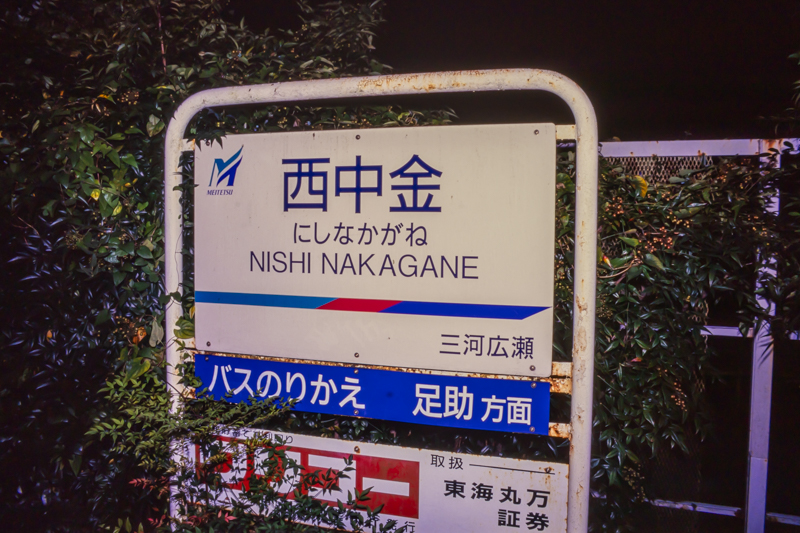 MEITETSU
西中金
にしなかがね
NISHI NAKAGANE
三河広瀬
バスのりかえ 足助 方面
取扱
東海丸万
証券